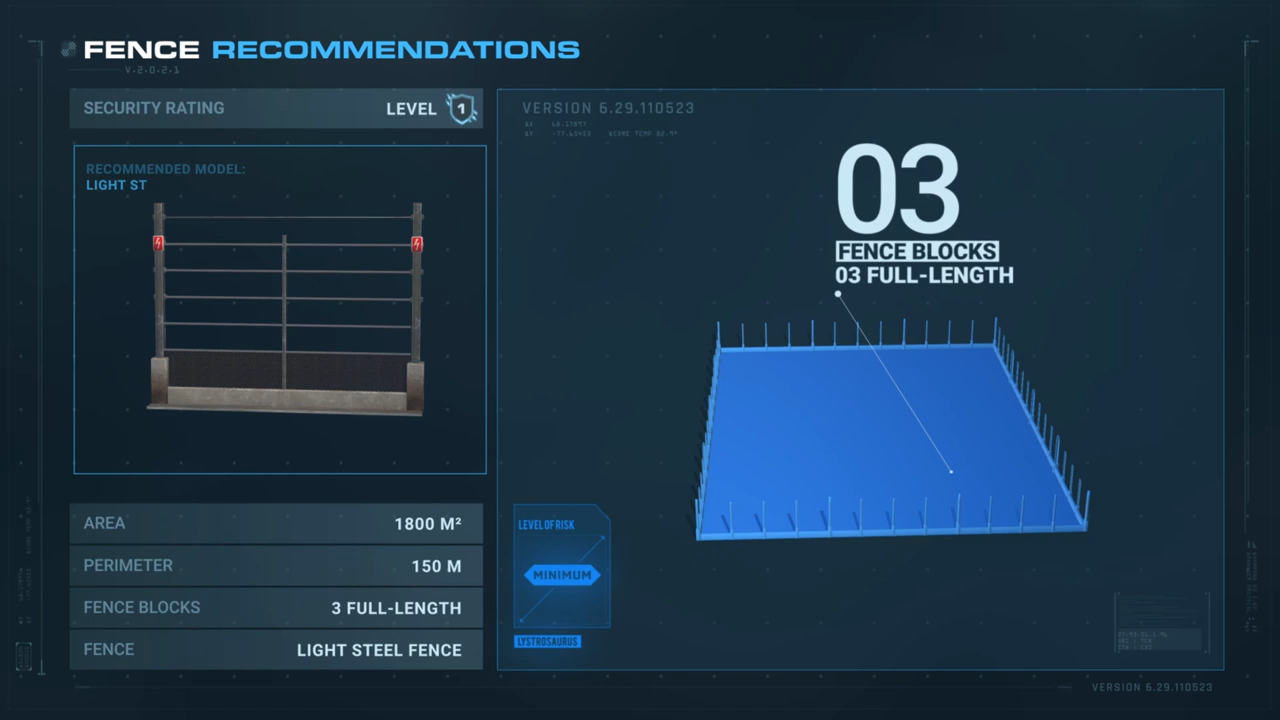 FENCE RECOMMENDATIONS
V.2.0.2.1
SECURITY RATING
LEVEL 1
RECOMMENDED MODEL:
LIGHT ST
AREA
1800 M²
PERIMETER
150 M
FENCE BLOCKS
3 FULL-LENGTH
FENCE
LIGHT STEEL FENCE
VERSION 6.29.110523
03
FENCE BLOCKS
03 FULL-LENGTH
LEVEL OF RISK
MINIMUM
LYSTROSAURUS
VERSION 6.29.110523